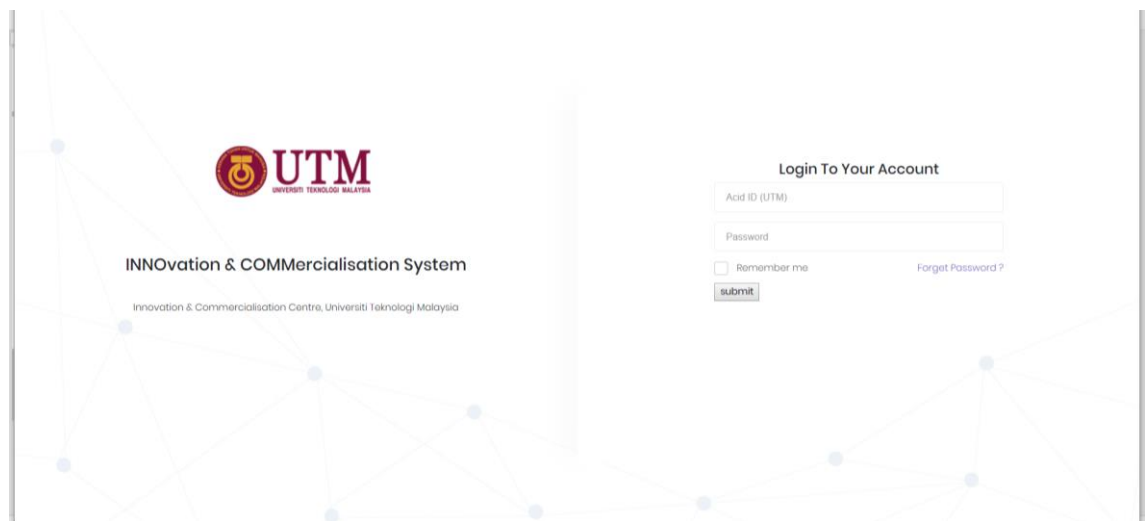 UTM
UNIVERSITI TEKNOLOGI MALAYSIA
INNOvation & COMMercialisation System
Innovation & Commercialisation Centre, Universiti Teknologi Malaysia
Login To Your Account
Acid ID (UTM)
Password
Remember me
Forget Password ?
submit